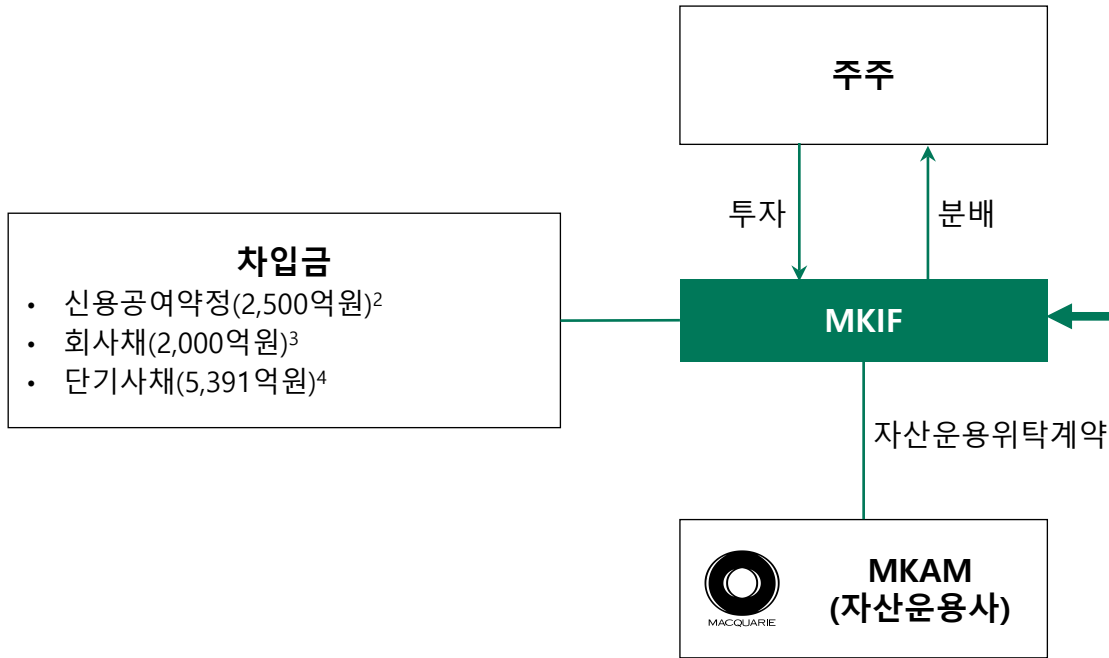 주주
투자
분배
차입금
• 신용공여약정(2,500억원)²
• 회사채(2,000억원)³
• 단기사채(5,391억원)⁴
MKIF
자산운용위탁계약
MACQUARIE
MKAM
(자산운용사)